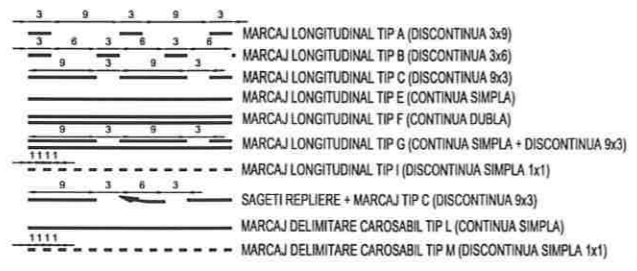 3 9 3 9 3
MARCAJ LONGITUDINAL TIP A (DISCONTINUA 3x9)
3 6 3 6 3 6
MARCAJ LONGITUDINAL TIP B (DISCONTINUA 3x6)
9 3 9 3
MARCAJ LONGITUDINAL TIP C (DISCONTINUA 9x3)
MARCAJ LONGITUDINAL TIP E (CONTINUA SIMPLA)
MARCAJ LONGITUDINAL TIP F (CONTINUA DUBLA)
9 3 9 3
MARCAJ LONGITUDINAL TIP G (CONTINUA SIMPLA + DISCONTINUA 9x3)
1 1 1 1
MARCAJ LONGITUDINAL TIP I (DISCONTINUA SIMPLA 1x1)
9 3 6 3
SAGETI REPLIERE + MARCAJ TIP C (DISCONTINUA 9x3)
MARCAJ DELIMITARE CAROSABIL TIP L (CONTINUA SIMPLA)
1 1 1 1
MARCAJ DELIMITARE CAROSABIL TIP M (DISCONTINUA SIMPLA 1x1)